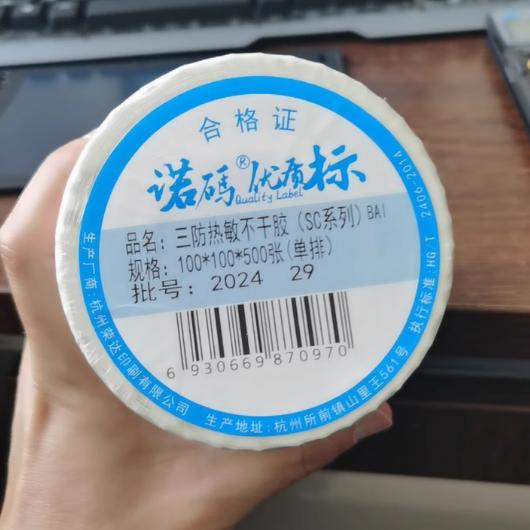 合格证
诺码®优质标
Quality Label
品名：三防热敏不干胶（SC系列）BAI
规格：100*100*500张(单排)
批号：2024 29
6 930669 870970
生产厂商：杭州荣达印刷有限公司
生产地址：杭州所前镇山里王561号
执行标准：HG/T 2406-2014